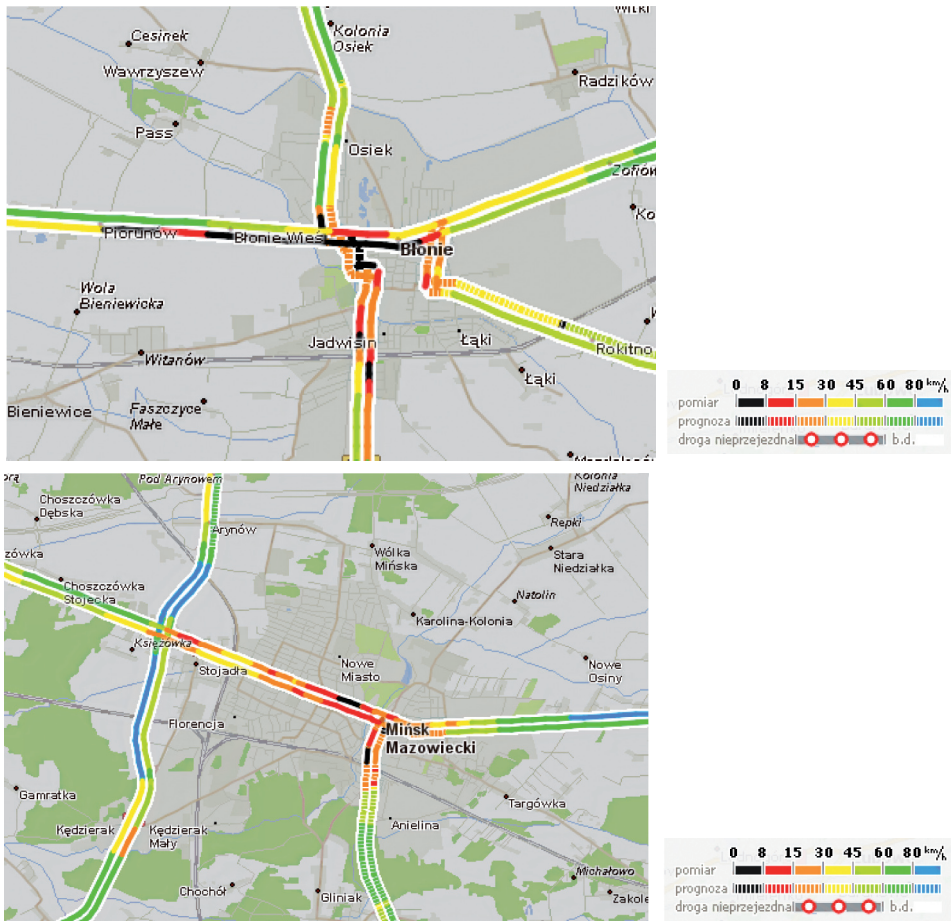 Cesinek
Kolonia
Osiek
Wawrzyszew
Radzików
Pass
Osiek
Piorunów
Błonie-Wieś
Błonie
Wola
Bieniewicka
Jadwisin
Łąki
Rokitno
Witanów
Łąki
Bieniewice
Faszczyce
Małe
0 8 15 30 45 60 80 km/h
pomiar
prognoza
droga nieprzejezdna b.d.
Pod Arynowem
Kolonia
Niedziałka
Choszczówka
Dębska
Arynów
Repki
Wólka
Mińska
Stara
Niedziałka
Choszczówka
Stojecka
Natolin
Karolina-Kolonia
Księżówka
Stojadła
Nowe
Miasto
Nowe
Osiny
Florencja
Mińsk
Mazowiecki
Gamratka
Targówka
Kędzierak
Kędzierak
Mały
Anielina
Michałowo
Chochół
Gliniak
0 8 15 30 45 60 80 km/h
pomiar
prognoza
droga nieprzejezdna b.d.